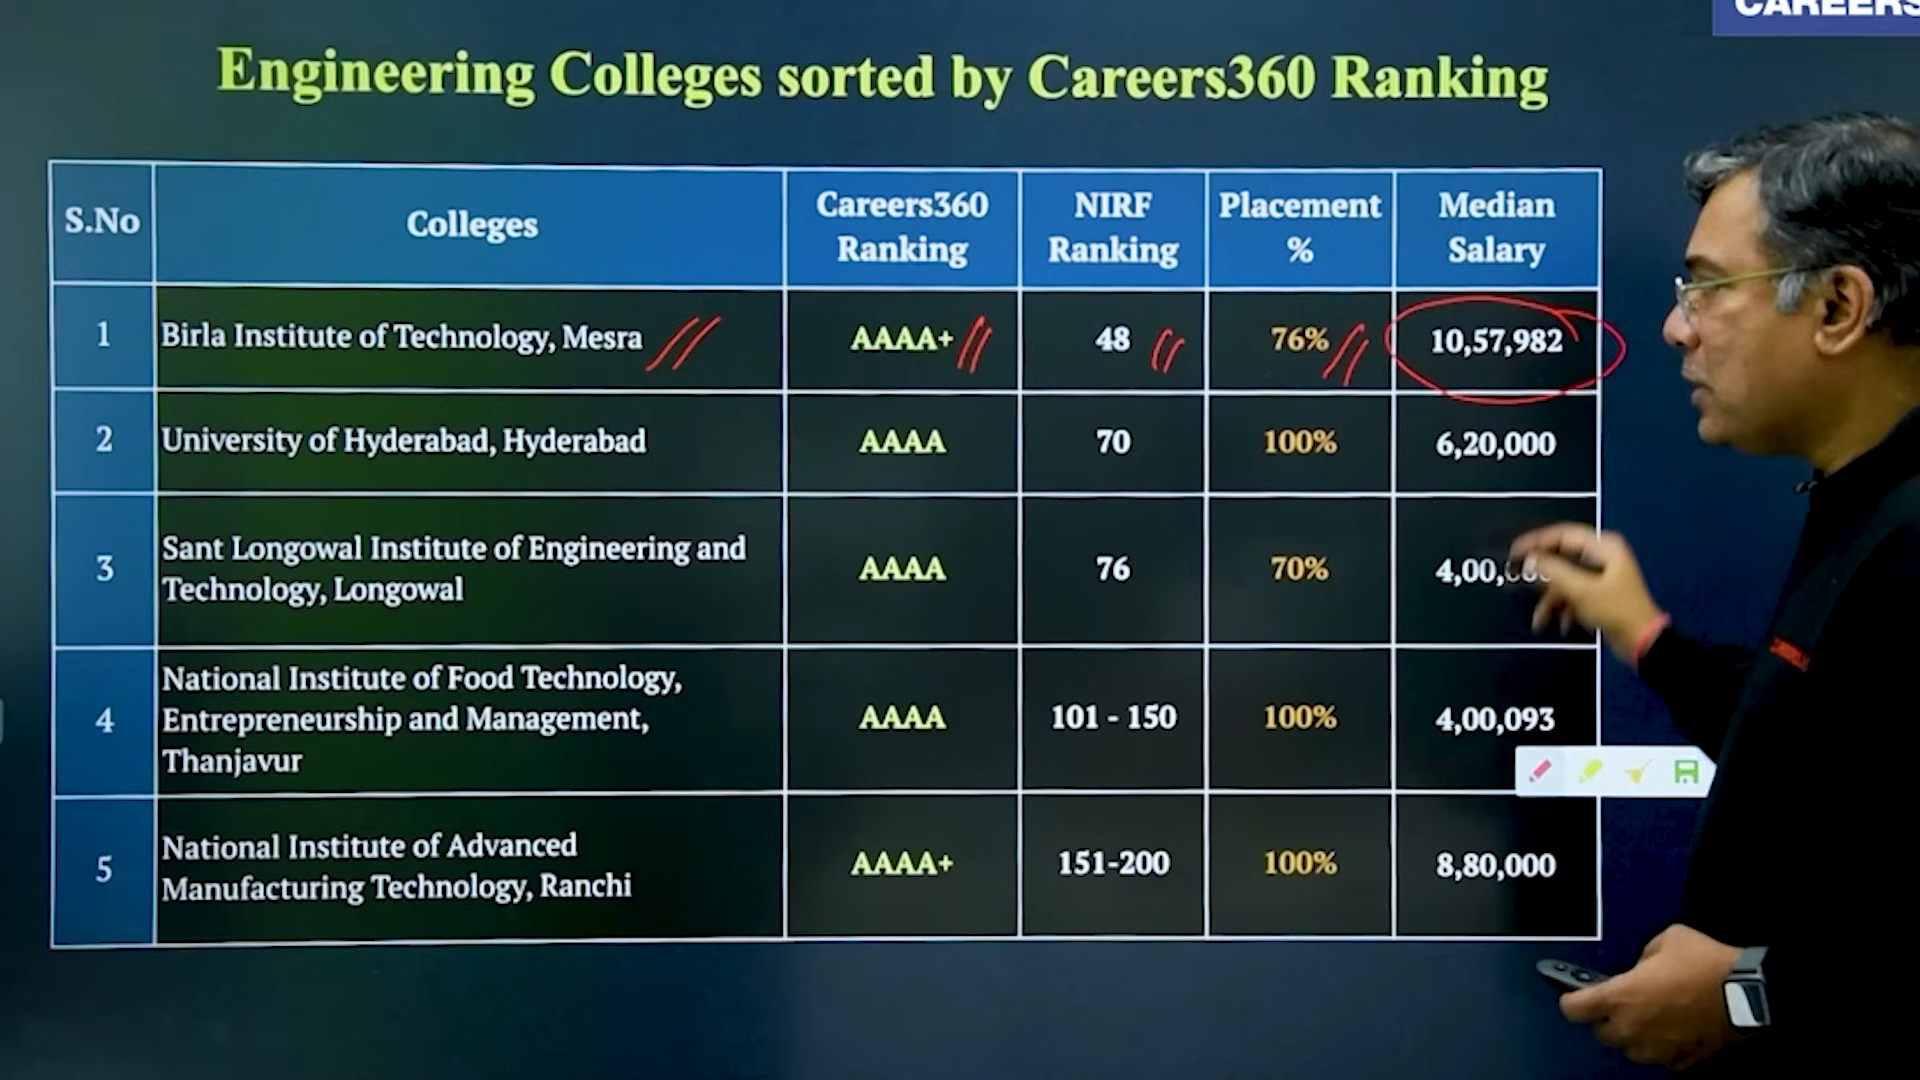 CAREERS
Engineering Colleges sorted by Careers360 Ranking
S.No
Colleges
Careers360
Ranking
NIRF
Ranking
Placement
%
Median
Salary
1
Birla Institute of Technology, Mesra
AAAA+
48
76%
10,57,982
2
University of Hyderabad, Hyderabad
AAAA
70
100%
6,20,000
3
Sant Longowal Institute of Engineering and
Technology, Longowal
AAAA
76
70%
4
National Institute of Food Technology,
Entrepreneurship and Management,
Thanjavur
AAAA
101 - 150
100%
4,00,093
5
National Institute of Advanced
Manufacturing Technology, Ranchi
AAAA+
151-200
100%
8,80,000